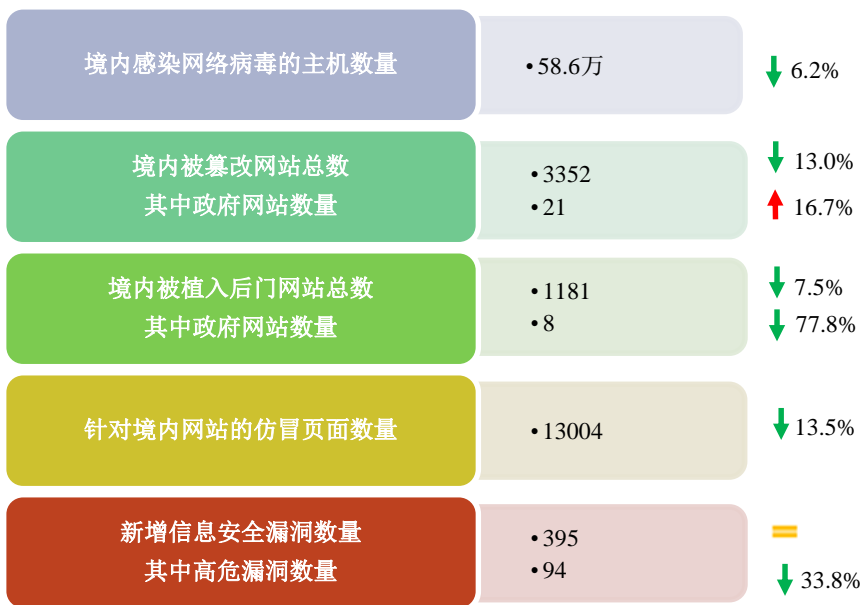 境内感染网络病毒的主机数量
•58.6万
6.2%
境内被篡改网站总数
其中政府网站数量
•3352
•21
13.0%
16.7%
境内被植入后门网站总数
其中政府网站数量
•1181
•8
7.5%
77.8%
针对境内网站的仿冒页面数量
•13004
13.5%
新增信息安全漏洞数量
其中高危漏洞数量
•395
•94
33.8%